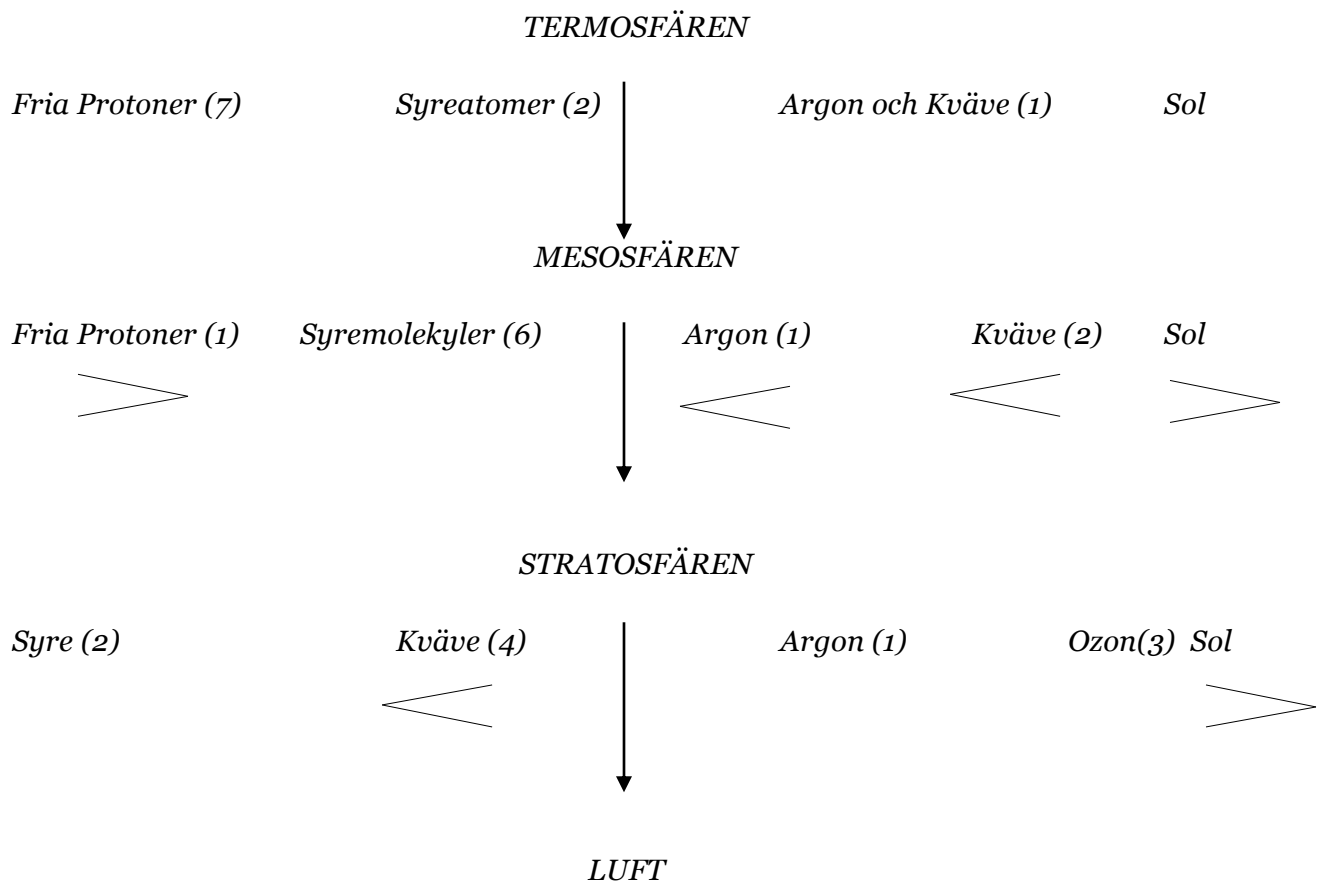 TERMOSFÄREN
Fria Protoner (7) Syreatomer (2) Argon och Kväve (1) Sol
MESOSFÄREN
Fria Protoner (1) Syremolekyler (6) Argon (1) Kväve (2) Sol
STRATOSFÄREN
Syre (2) Kväve (4) Argon (1) Ozon(3) Sol
LUFT